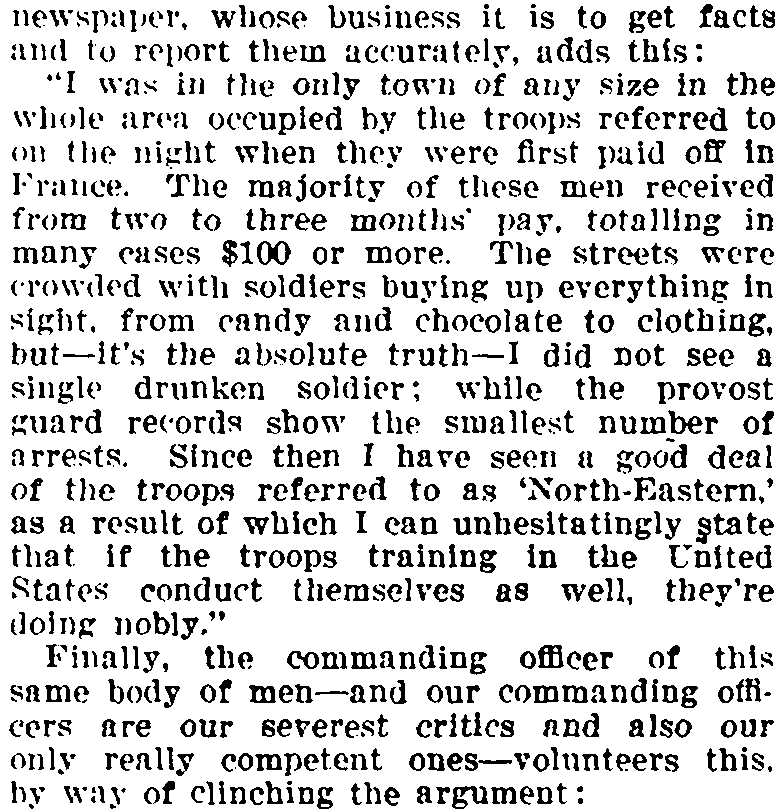 newspaper, whose business it is to get facts
and to report them accurately, adds this:
"I was in the only town of any size in the
whole area occupied by the troops referred to
on the night when they were first paid off in
France. The majority of these men received
from two to three months' pay, totalling in
many cases $100 or more. The streets were
crowded with soldiers buying up everything in
sight, from candy and chocolate to clothing,
but—it's the absolute truth—I did not see a
single drunken soldier; while the provost
guard records show the smallest number of
arrests. Since then I have seen a good deal
of the troops referred to as 'North-Eastern,'
as a result of which I can unhesitatingly state
that if the troops training in the United
States conduct themselves as well, they're
doing nobly."
Finally, the commanding officer of this
same body of men—and our commanding offi-
cers are our severest critics and also our
only really competent ones—volunteers this,
by way of clinching the argument: